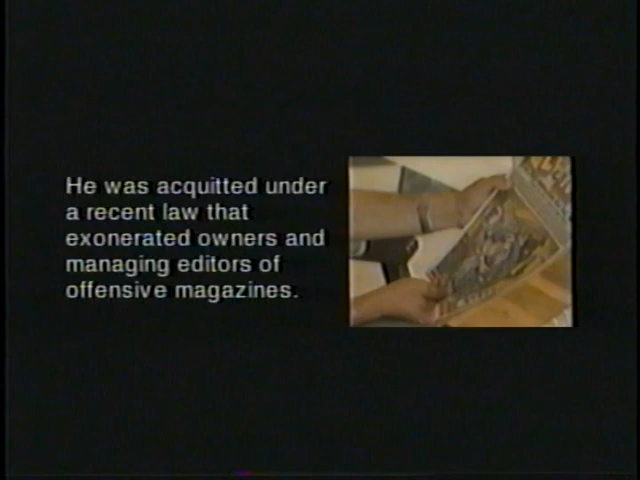 He was acquitted under
a recent law that
exonerated owners and
managing editors of
offensive magazines.